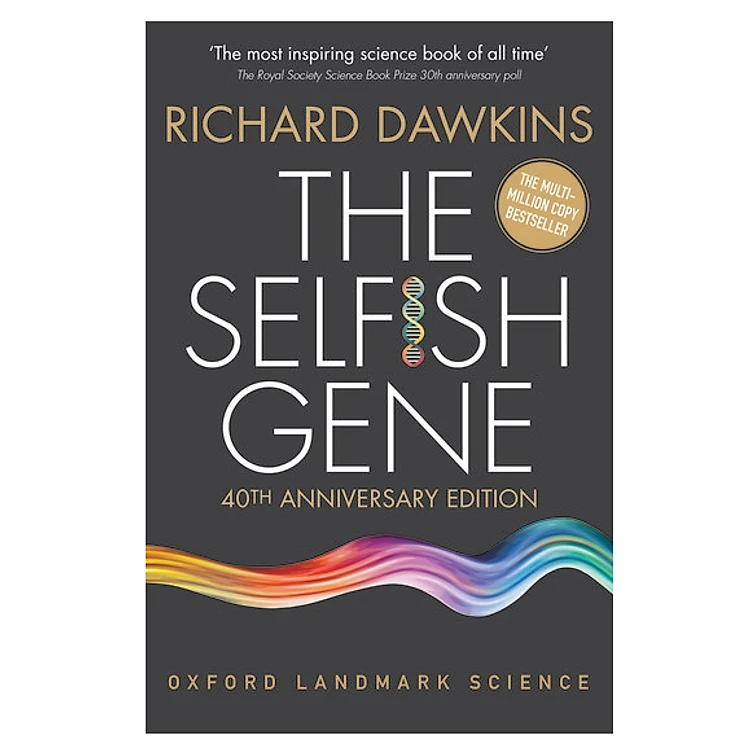 'The most inspiring science book of all time'
The Royal Society Science Book Prize 30th anniversary poll
RICHARD DAWKINS
THE
THE MULTI-
MILLION COPY
BESTSELLER
SELFISH
GENE
40TH ANNIVERSARY EDITION
OXFORD LANDMARK SCIENCE